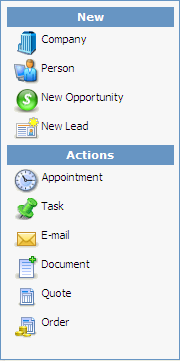 New
Company
Person
New Opportunity
New Lead
Actions
Appointment
Task
E-mail
Document
Quote
Order